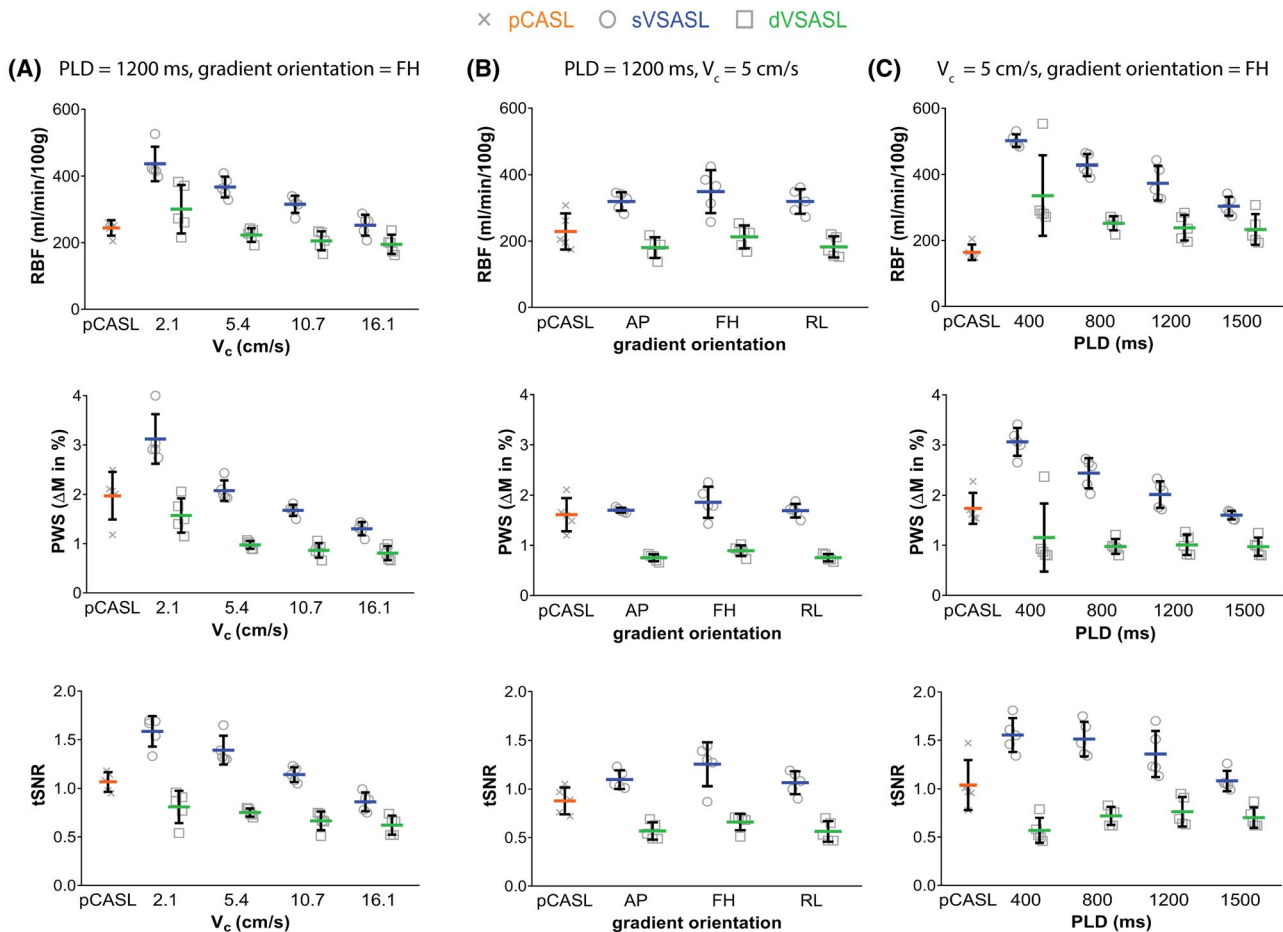 × pCASL ○ sVSASL □ dVSASL
(A) PLD = 1200 ms, gradient orientation = FH
RBF (ml/min/100g)
600
400
200
0
pCASL 2.1 5.4 10.7 16.1
Vc (cm/s)
(B) PLD = 1200 ms, Vc = 5 cm/s
RBF (ml/min/100g)
600
400
200
0
pCASL AP FH RL
gradient orientation
(C) Vc = 5 cm/s, gradient orientation = FH
RBF (ml/min/100g)
600
400
200
0
pCASL 400 800 1200 1500
PLD (ms)
PWS (ΔM in %)
4
3
2
1
0
pCASL 2.1 5.4 10.7 16.1
Vc (cm/s)
PWS (ΔM in %)
4
3
2
1
0
pCASL AP FH RL
gradient orientation
PWS (ΔM in %)
4
3
2
1
0
pCASL 400 800 1200 1500
PLD (ms)
tSNR
2.0
1.5
1.0
0.5
0.0
pCASL 2.1 5.4 10.7 16.1
Vc (cm/s)
tSNR
2.0
1.5
1.0
0.5
0.0
pCASL AP FH RL
gradient orientation
tSNR
2.0
1.5
1.0
0.5
0.0
pCASL 400 800 1200 1500
PLD (ms)